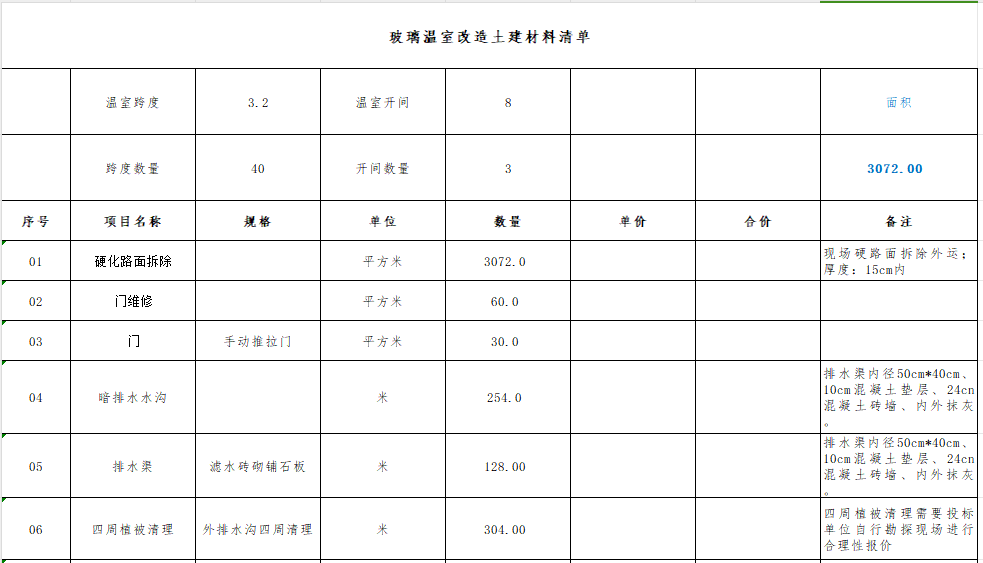 玻璃温室改造土建材料清单
温室跨度 3.2 温室开间 8 面积
跨度数量 40 开间数量 3 3072.00
序号 项目名称 规格 单位 数量 单价 合价 备注
01 硬化路面拆除 平方米 3072.0 现场硬路面拆除外运；
厚度：15cm内
02 门维修 平方米 60.0
03 门 手动推拉门 平方米 30.0
04 暗排水水沟 米 254.0 排水渠内径50cm*40cm、
10cm混凝土垫层、24cm
混凝土砖墙、内外抹灰
。
05 排水渠 滤水砖砌铺石板 米 128.00 排水渠内径50cm*40cm、
10cm混凝土垫层、24cm
混凝土砖墙、内外抹灰
。
06 四周植被清理 外排水沟四周清理 米 304.00 四周植被清理需要投标
单位自行勘探现场进行
合理性报价